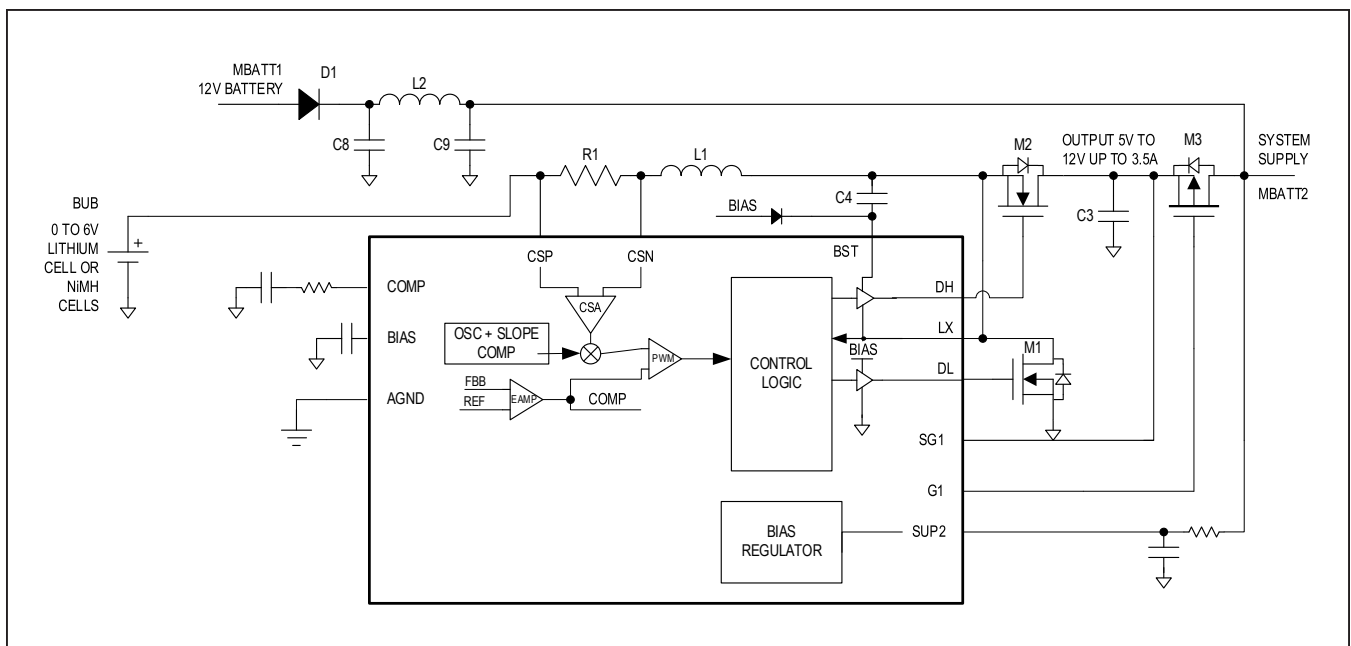 MBATT1
12V BATTERY
D1
L2
C8
C9
R1
L1
M2
OUTPUT 5V TO
12V UP TO 3.5A
M3
SYSTEM
SUPPLY
MBATT2
BUB
0 TO 6V
LITHIUM
CELL OR
NiMH
CELLS
+
BIAS
C4
C3
CSP
CSN
BST
COMP
CSA
DH
OSC + SLOPE
COMP
BIAS
PWM
CONTROL
LOGIC
LX
BIAS
M1
DL
FBB
REF
EAMP
COMP
AGND
SG1
G1
BIAS
REGULATOR
SUP2